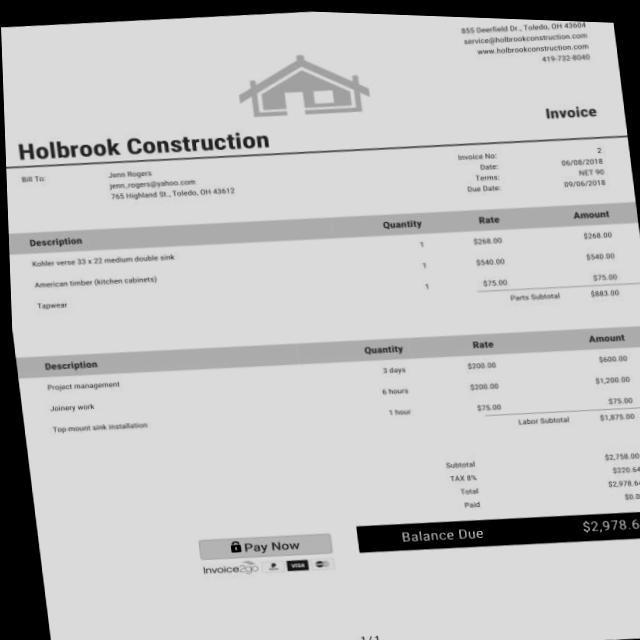 855 Deerfield Dr., Toledo, OH 43604
service@holbrookconstruction.com
www.holbrookconstruction.com
419-732-8040
Holbrook Construction
Invoice
Bill To:
Jenn Rogers
jenn_rogers@yahoo.com
765 Highland St., Toledo, OH 43612
Invoice No: 2
Date: 06/08/2018
Terms: NET 90
Due Date: 09/06/2018
Description Quantity Rate Amount
Kohler verse 33 x 22 medium double sink 1 $268.00 $268.00
American timber (kitchen cabinets) 1 $540.00 $540.00
Tapwear 1 $75.00 $75.00
Parts Subtotal $883.00
Description Quantity Rate Amount
Project management 3 days $200.00 $600.00
Joinery work 6 hours $200.00 $1,200.00
Top-mount sink installation 1 hour $75.00 $75.00
Labor Subtotal $1,875.00
Subtotal $2,758.00
TAX 8% $220.64
Total $2,978.64
Paid $0.0
Balance Due $2,978.6
Pay Now
Invoice2go VISA